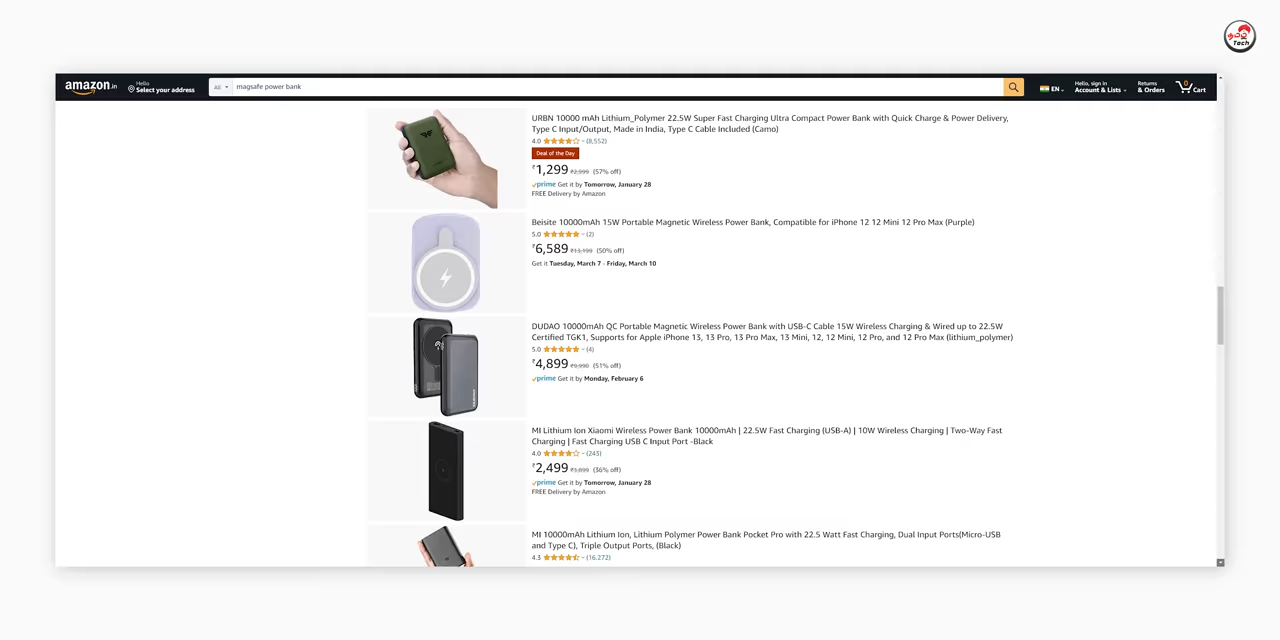 Tech
amazon.in
Hello
Select your address
All
magsafe power bank
EN
Hello, sign in
Account & Lists
Returns
& Orders
0
Cart
URBN 10000 mAh Lithium_Polymer 22.5W Super Fast Charging Ultra Compact Power Bank with Quick Charge & Power Delivery,
Type C Input/Output, Made in India, Type C Cable Included (Camo)
4.0 (8,552)
Deal of the Day
₹1,299 ₹2,999 (57% off)
prime Get it by Tomorrow, January 28
FREE Delivery by Amazon
Beisite 10000mAh 15W Portable Magnetic Wireless Power Bank, Compatible for iPhone 12 12 Mini 12 Pro Max (Purple)
5.0 (2)
₹6,589 ₹13,199 (50% off)
Get it Tuesday, March 7 - Friday, March 10
DUDAO 10000mAh QC Portable Magnetic Wireless Power Bank with USB-C Cable 15W Wireless Charging & Wired up to 22.5W
Certified TGK1, Supports for Apple iPhone 13, 13 Pro, 13 Pro Max, 13 Mini, 12, 12 Mini, 12 Pro, and 12 Pro Max (lithium_polymer)
5.0 (4)
₹4,899 ₹9,990 (51% off)
prime Get it by Monday, February 6
MI Lithium Ion Xiaomi Wireless Power Bank 10000mAh | 22.5W Fast Charging (USB-A) | 10W Wireless Charging | Two-Way Fast
Charging | Fast Charging USB C Input Port -Black
4.0 (243)
₹2,499 ₹3,899 (36% off)
prime Get it by Tomorrow, January 28
FREE Delivery by Amazon
MI 10000mAh Lithium Ion, Lithium Polymer Power Bank Pocket Pro with 22.5 Watt Fast Charging, Dual Input Ports(Micro-USB
and Type C), Triple Output Ports, (Black)
4.3 (16,272)